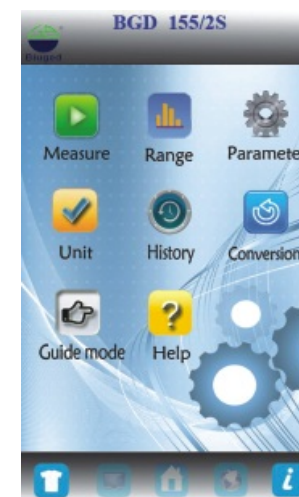 BGD 155/2S
Biuged
Measure Range Paramete
Unit History Conversion
Guide mode Help